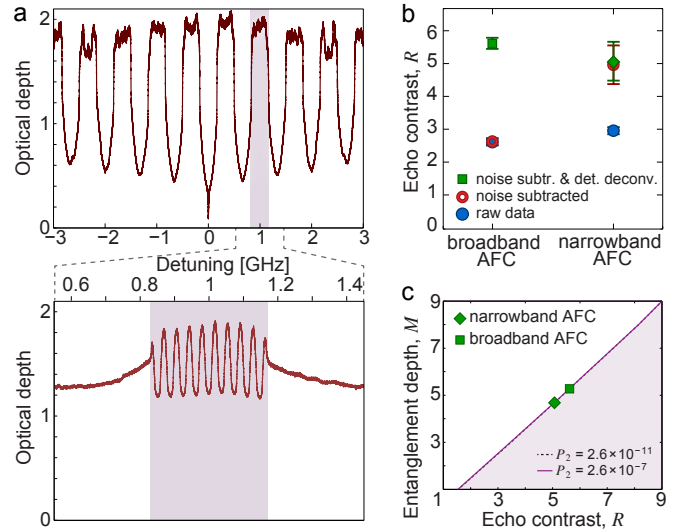 a
2
1
0
Optical depth
−3 −2 −1 0 1 2 3
Detuning [GHz]
0.6 0.8 1 1.2 1.4
2
1
0
Optical depth
b
6
5
4
3
2
1
0
Echo contrast, R
noise subtr. & det. deconv.
noise subtracted
raw data
broadband AFC
narrowband AFC
c
9
7
5
3
1
Entanglement depth, M
narrowband AFC
broadband AFC
P₂ = 2.6×10⁻¹¹
P₂ = 2.6×10⁻⁷
1 3 5 7 9
Echo contrast, R